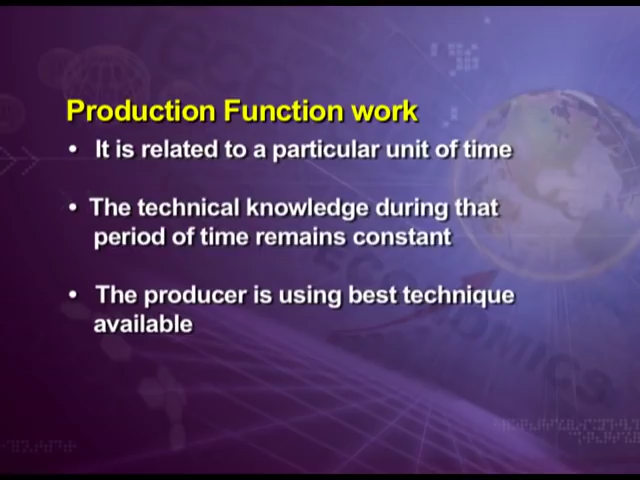 Production Function work
• It is related to a particular unit of time
• The technical knowledge during that
period of time remains constant
• The producer is using best technique
available
ECONOMICS